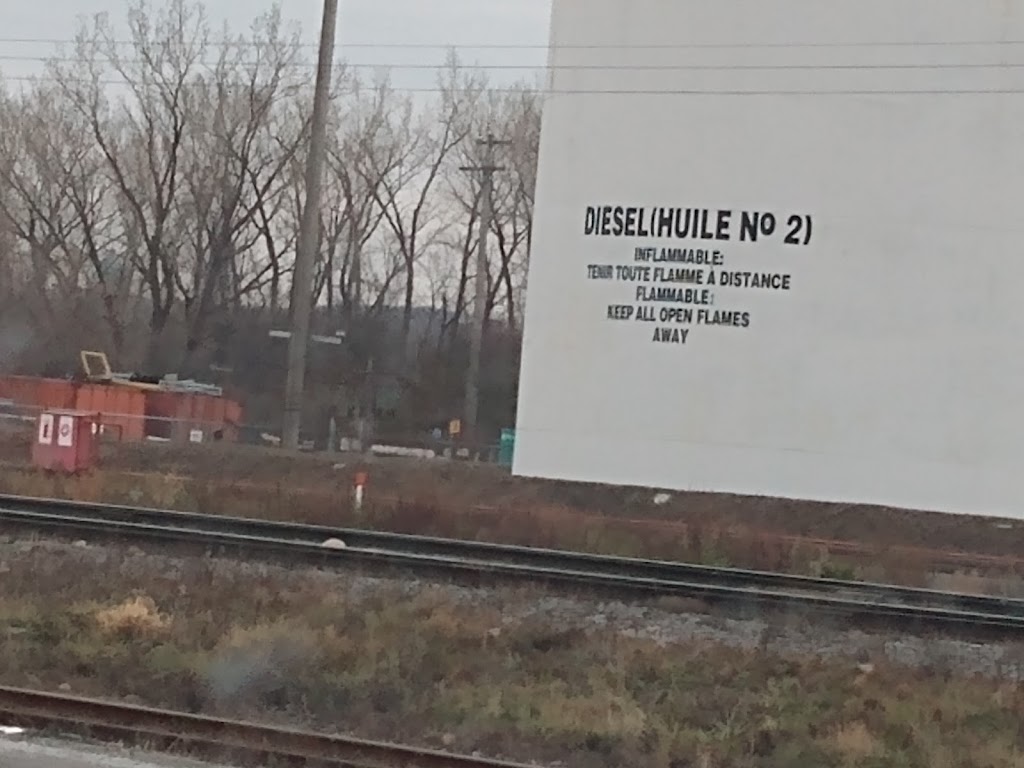 DIESEL(HUILE Nº 2)
INFLAMMABLE:
TENIR TOUTE FLAMME À DISTANCE
FLAMMABLE:
KEEP ALL OPEN FLAMES
AWAY